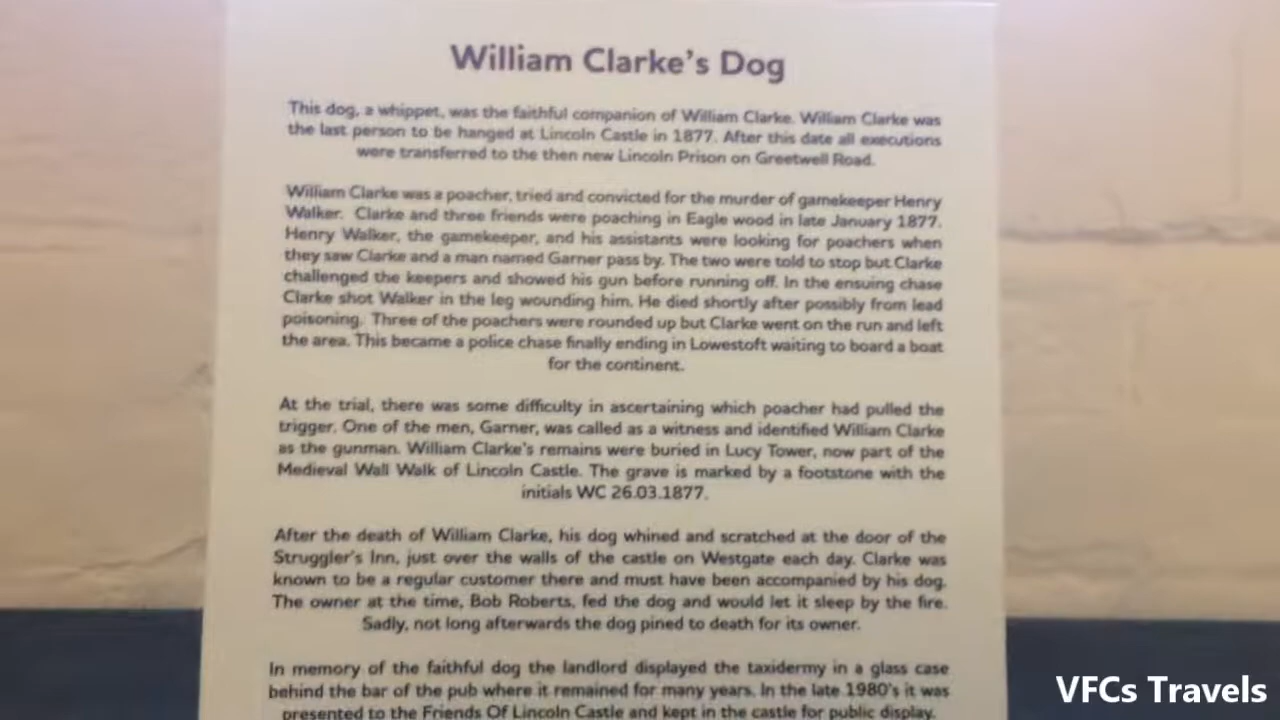 William Clarke's Dog
This dog, a whippet, was the faithful companion of William Clarke. William Clarke was
the last person to be hanged at Lincoln Castle in 1877. After this date all executions
were transferred to the then new Lincoln Prison on Greetwell Road.
William Clarke was a poacher, tried and convicted for the murder of gamekeeper Henry
Walker. Clarke and three friends were poaching in Eagle wood in late January 1877.
Henry Walker, the gamekeeper, and his assistants were looking for poachers when
they saw Clarke and a man named Garner pass by. The two were told to stop but Clarke
challenged the keepers and showed his gun before running off. In the ensuing chase
Clarke shot Walker in the leg wounding him. He died shortly after possibly from lead
poisoning. Three of the poachers were rounded up but Clarke went on the run and left
the area. This became a police chase finally ending in Lowestoft waiting to board a boat
for the continent.
At the trial, there was some difficulty in ascertaining which poacher had pulled the
trigger. One of the men, Garner, was called as a witness and identified William Clarke
as the gunman. William Clarke's remains were buried in Lucy Tower, now part of the
Medieval Wall Walk of Lincoln Castle. The grave is marked by a footstone with the
initials WC 26.03.1877.
After the death of William Clarke, his dog whined and scratched at the door of the
Struggler's Inn, just over the walls of the castle on Westgate each day. Clarke was
known to be a regular customer there and must have been accompanied by his dog.
The owner at the time, Bob Roberts, fed the dog and would let it sleep by the fire.
Sadly, not long afterwards the dog pined to death for its owner.
In memory of the faithful dog the landlord displayed the taxidermy in a glass case
behind the bar of the pub where it remained for many years. In the late 1980's it was
presented to the Friends Of Lincoln Castle and kept in the castle for public display.
VFCs Travels